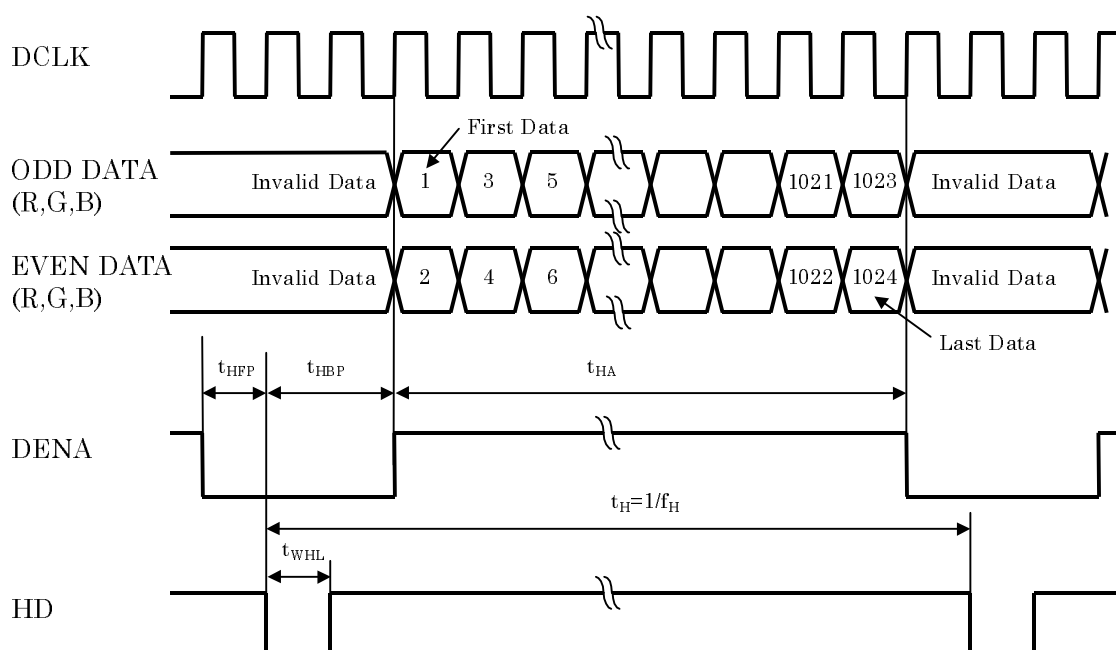 DCLK
First Data
ODD DATA
(R,G,B)
Invalid Data 1 3 5 1021 1023 Invalid Data
EVEN DATA
(R,G,B)
Invalid Data 2 4 6 1022 1024 Invalid Data
Last Data
tHFP tHBP tHA
DENA
tH=1/fH
tWHL
HD